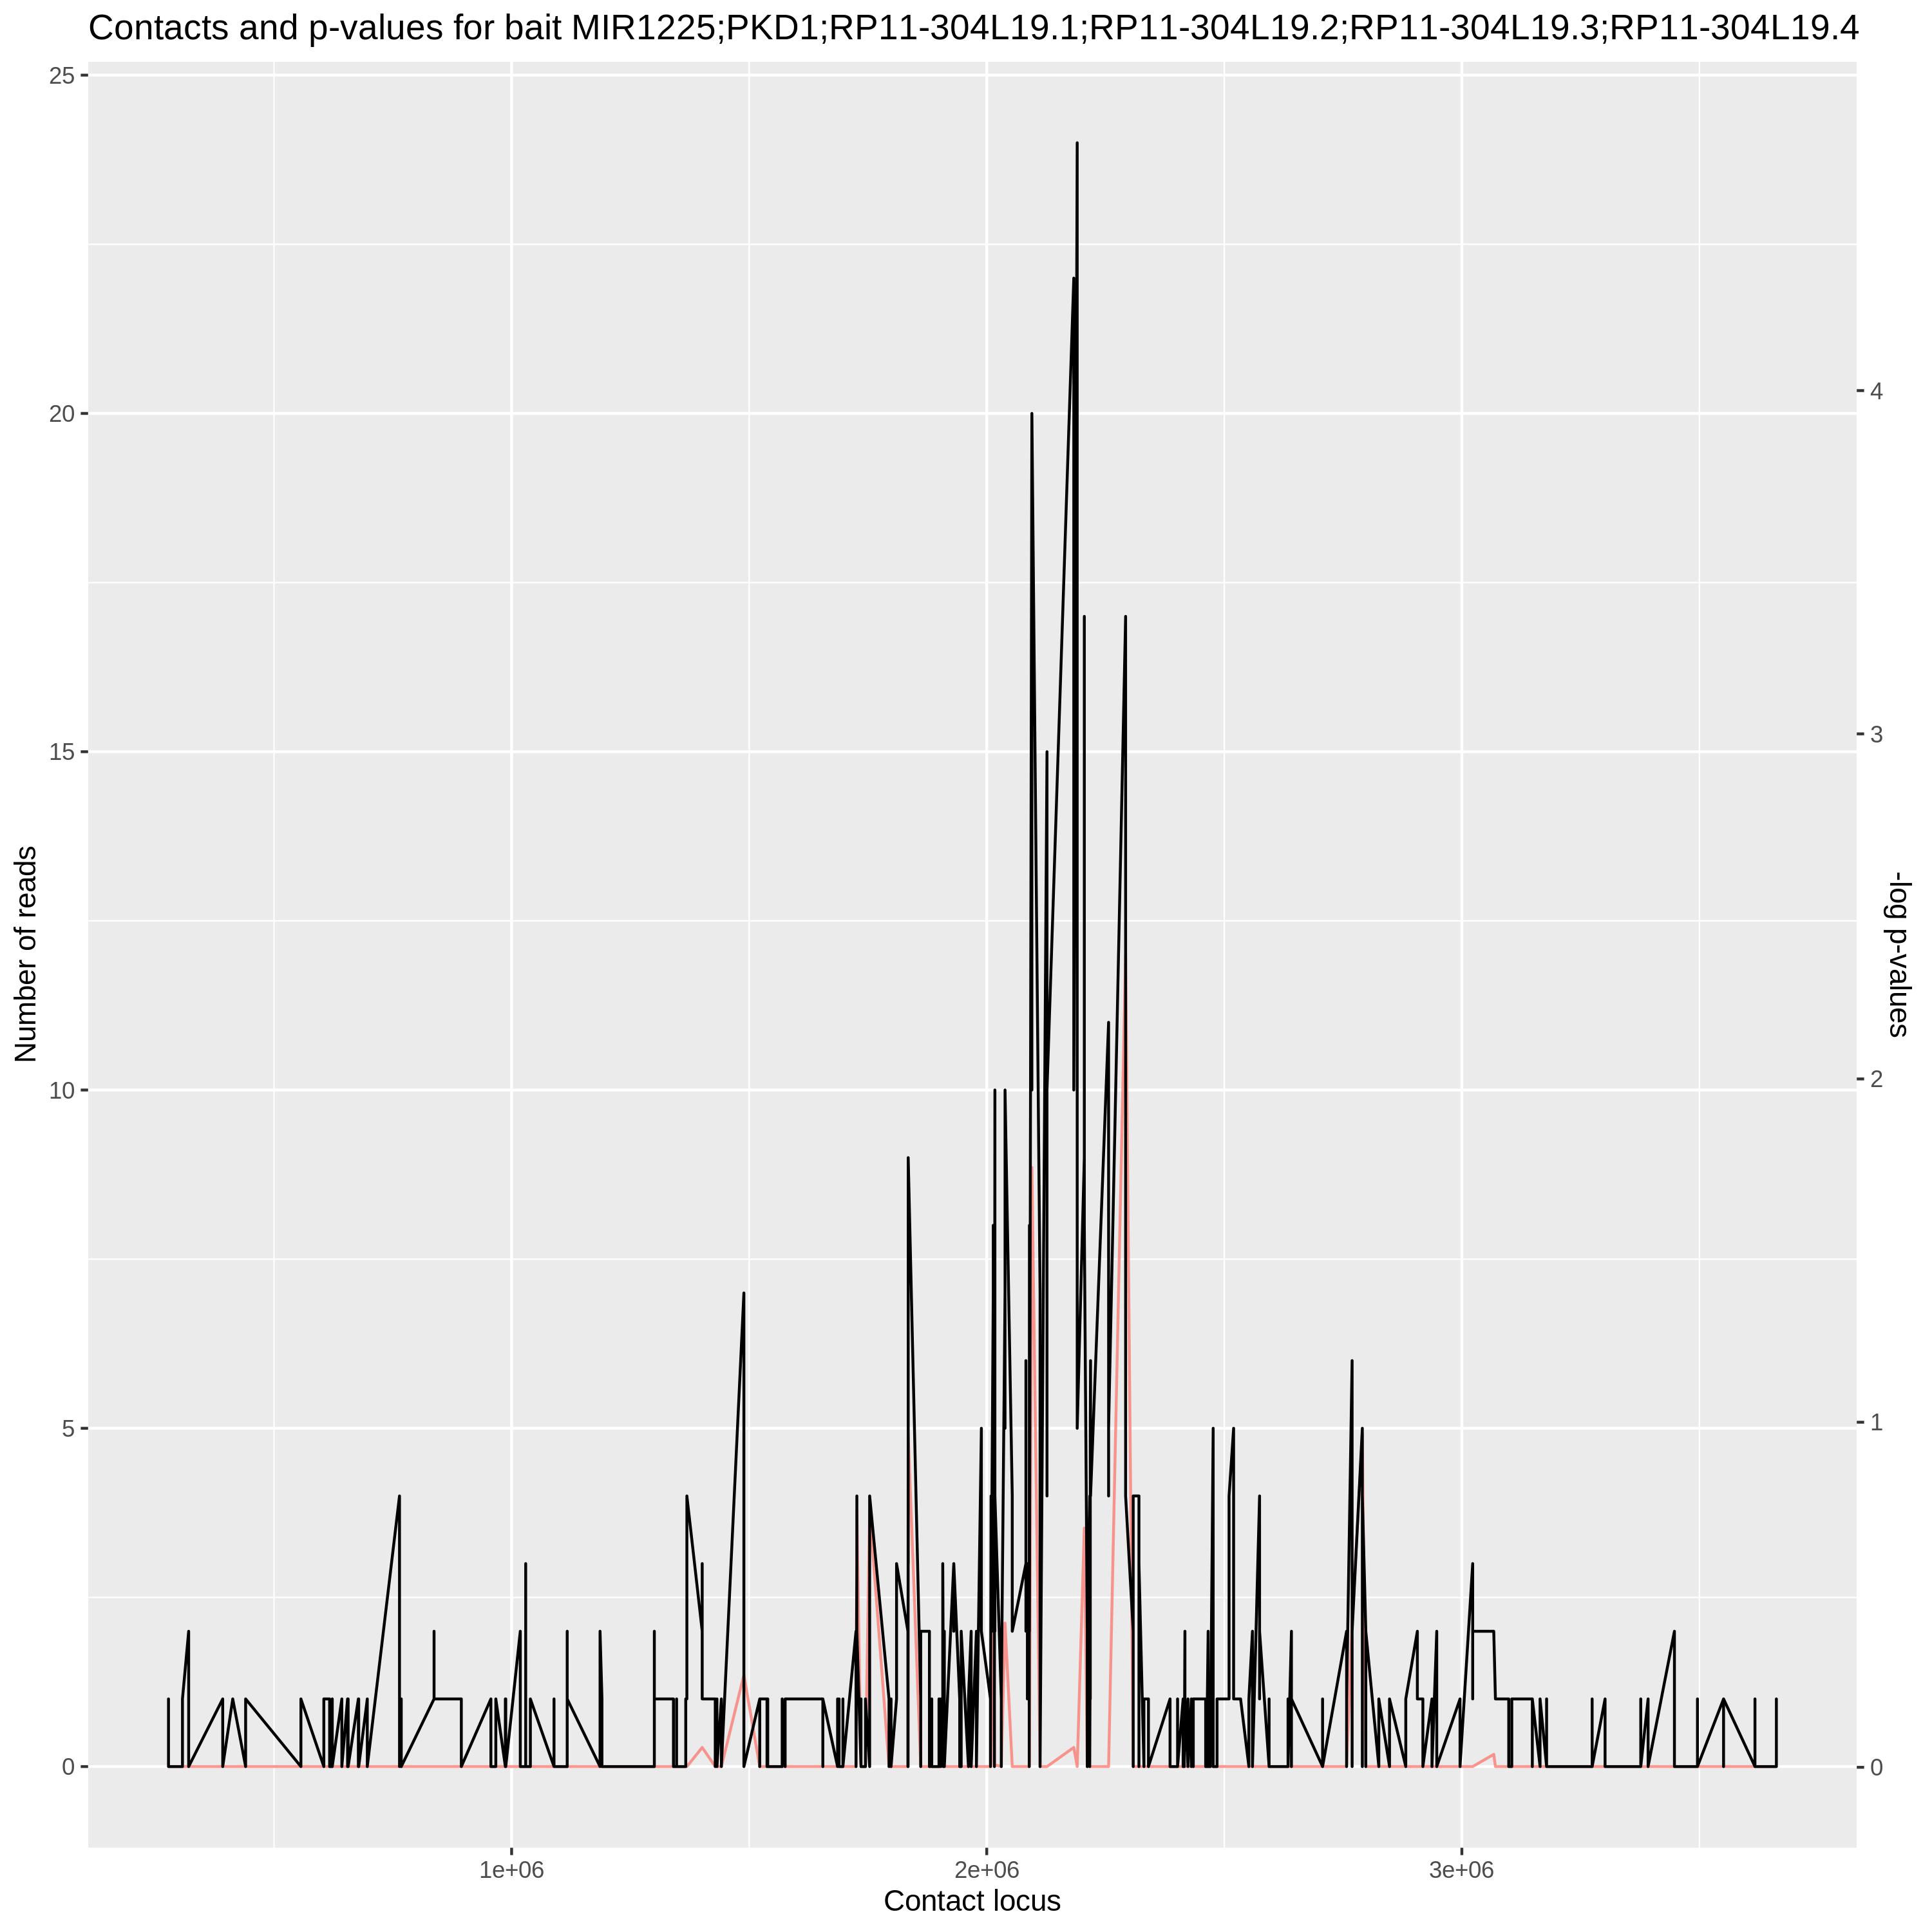 Contacts and p-values for bait MIR1225;PKD1;RP11-304L19.1;RP11-304L19.2;RP11-304L19.3;RP11-304L19.4
25
20
15
10
5
0
Number of reads
4
3
2
1
0
-log p-values
1e+06 2e+06 3e+06
Contact locus